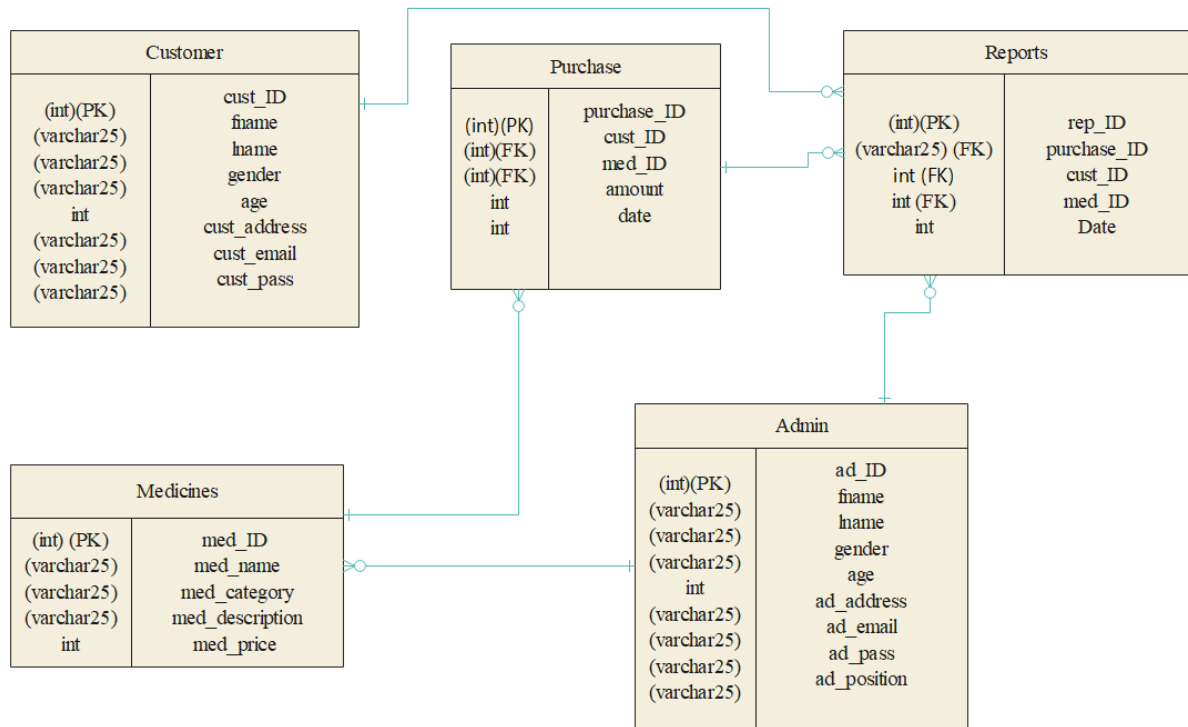 Customer
(int)(PK) cust_ID
(varchar25) fname
(varchar25) lname
(varchar25) gender
int age
(varchar25) cust_address
(varchar25) cust_email
(varchar25) cust_pass
Purchase
(int)(PK) purchase_ID
(int)(FK) cust_ID
(int)(FK) med_ID
int amount
int date
Reports
(int)(PK) rep_ID
(varchar25) (FK) purchase_ID
int (FK) cust_ID
int (FK) med_ID
int Date
Medicines
(int) (PK) med_ID
(varchar25) med_name
(varchar25) med_category
(varchar25) med_description
int med_price
Admin
(int)(PK) ad_ID
(varchar25) fname
(varchar25) lname
(varchar25) gender
int age
(varchar25) ad_address
(varchar25) ad_email
(varchar25) ad_pass
(varchar25) ad_position